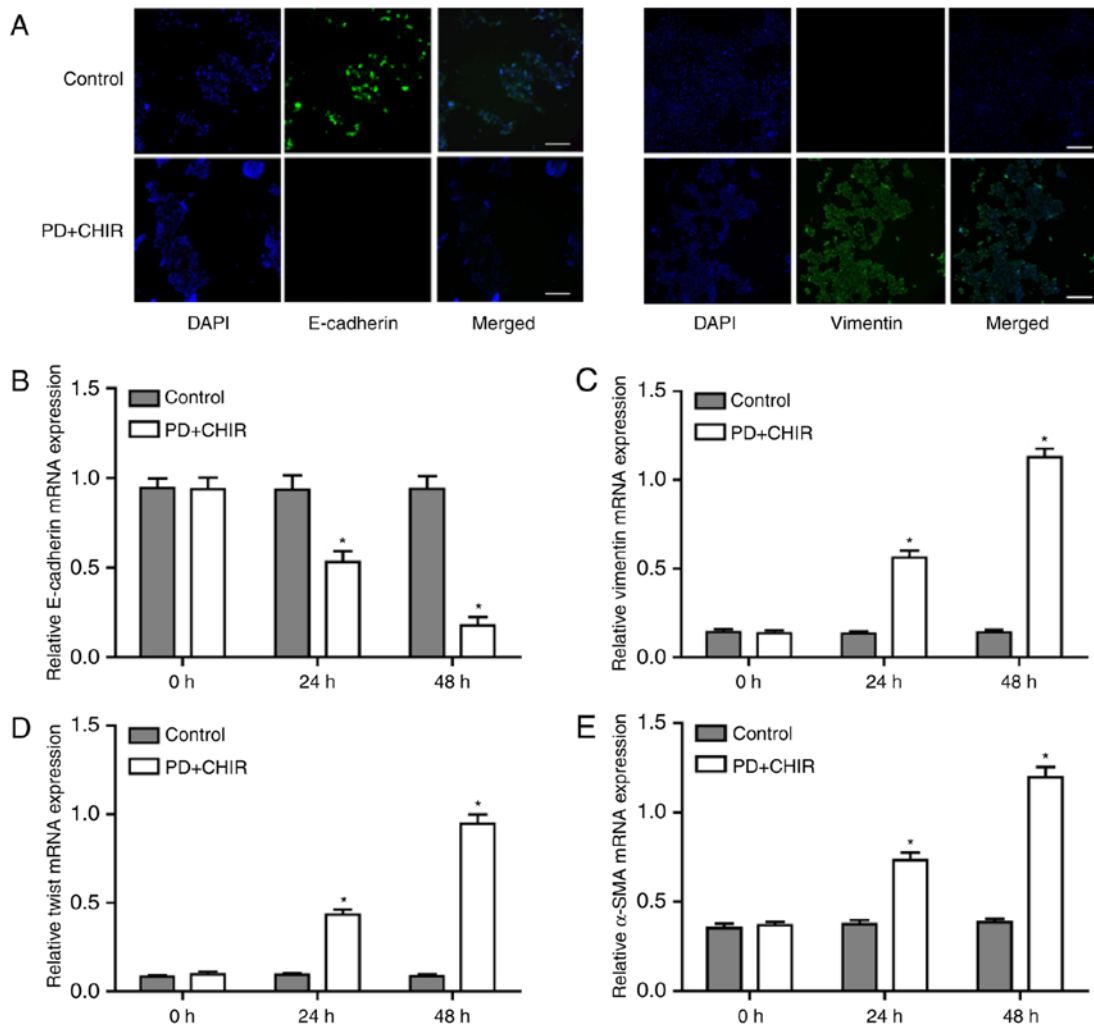 A
Control
PD+CHIR
DAPI E-cadherin Merged
DAPI Vimentin Merged
B
Relative E-cadherin mRNA expression
1.5
1.0
0.5
0.0
Control
PD+CHIR
*
*
0 h 24 h 48 h
C
Relative vimentin mRNA expression
1.5
1.0
0.5
0.0
Control
PD+CHIR
*
*
0 h 24 h 48 h
D
Relative twist mRNA expression
1.5
1.0
0.5
0.0
Control
PD+CHIR
*
*
0 h 24 h 48 h
E
Relative α-SMA mRNA expression
1.5
1.0
0.5
0.0
Control
PD+CHIR
*
*
0 h 24 h 48 h